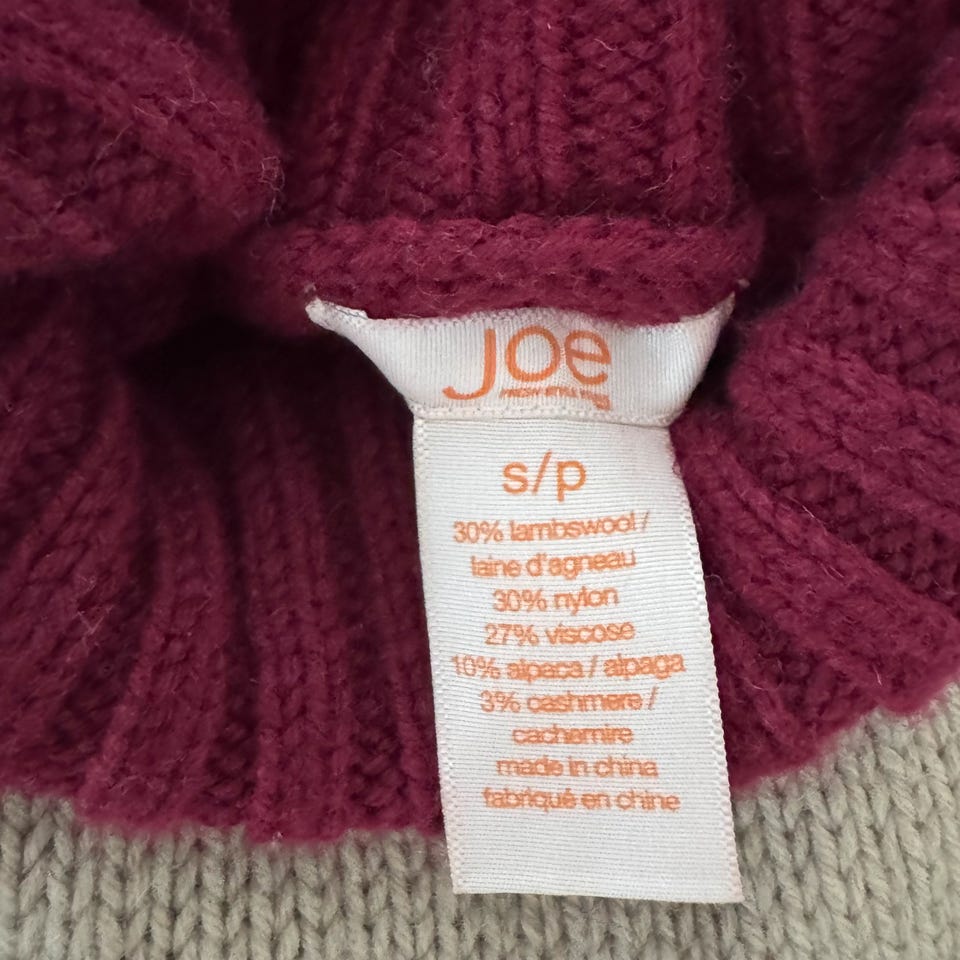 joe
s/p
30% lambswool /
laine d'agneau
30% nylon
27% viscose
10% alpaca / alpaga
3% cashmere /
cachemire
made in china
fabriqué en chine